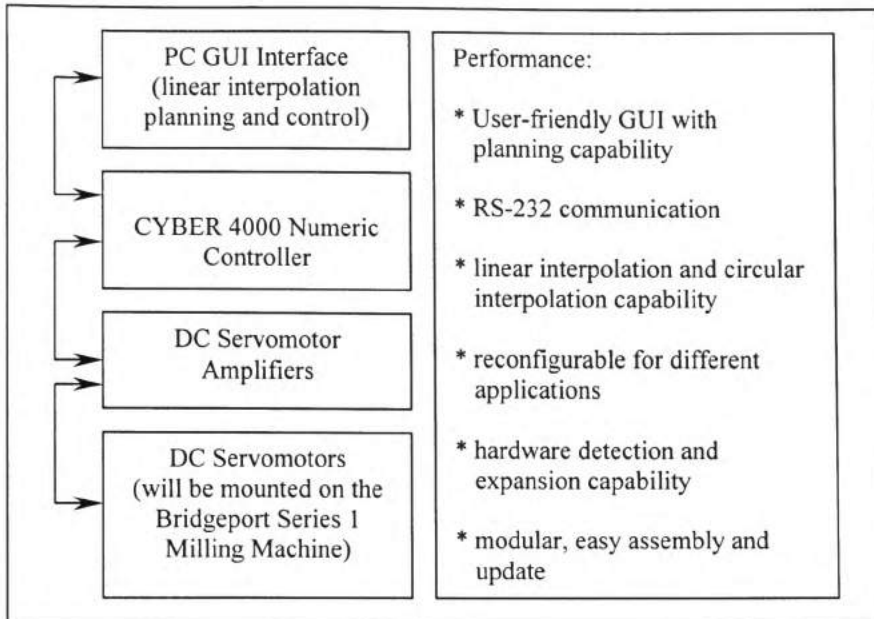 PC GUI Interface
(linear interpolation
planning and control)
CYBER 4000 Numeric
Controller
DC Servomotor
Amplifiers
DC Servomotors
(will be mounted on the
Bridgeport Series 1
Milling Machine)
Performance:
* User-friendly GUI with
planning capability
* RS-232 communication
* linear interpolation and circular
interpolation capability
* reconfigurable for different
applications
* hardware detection and
expansion capability
* modular, easy assembly and
update